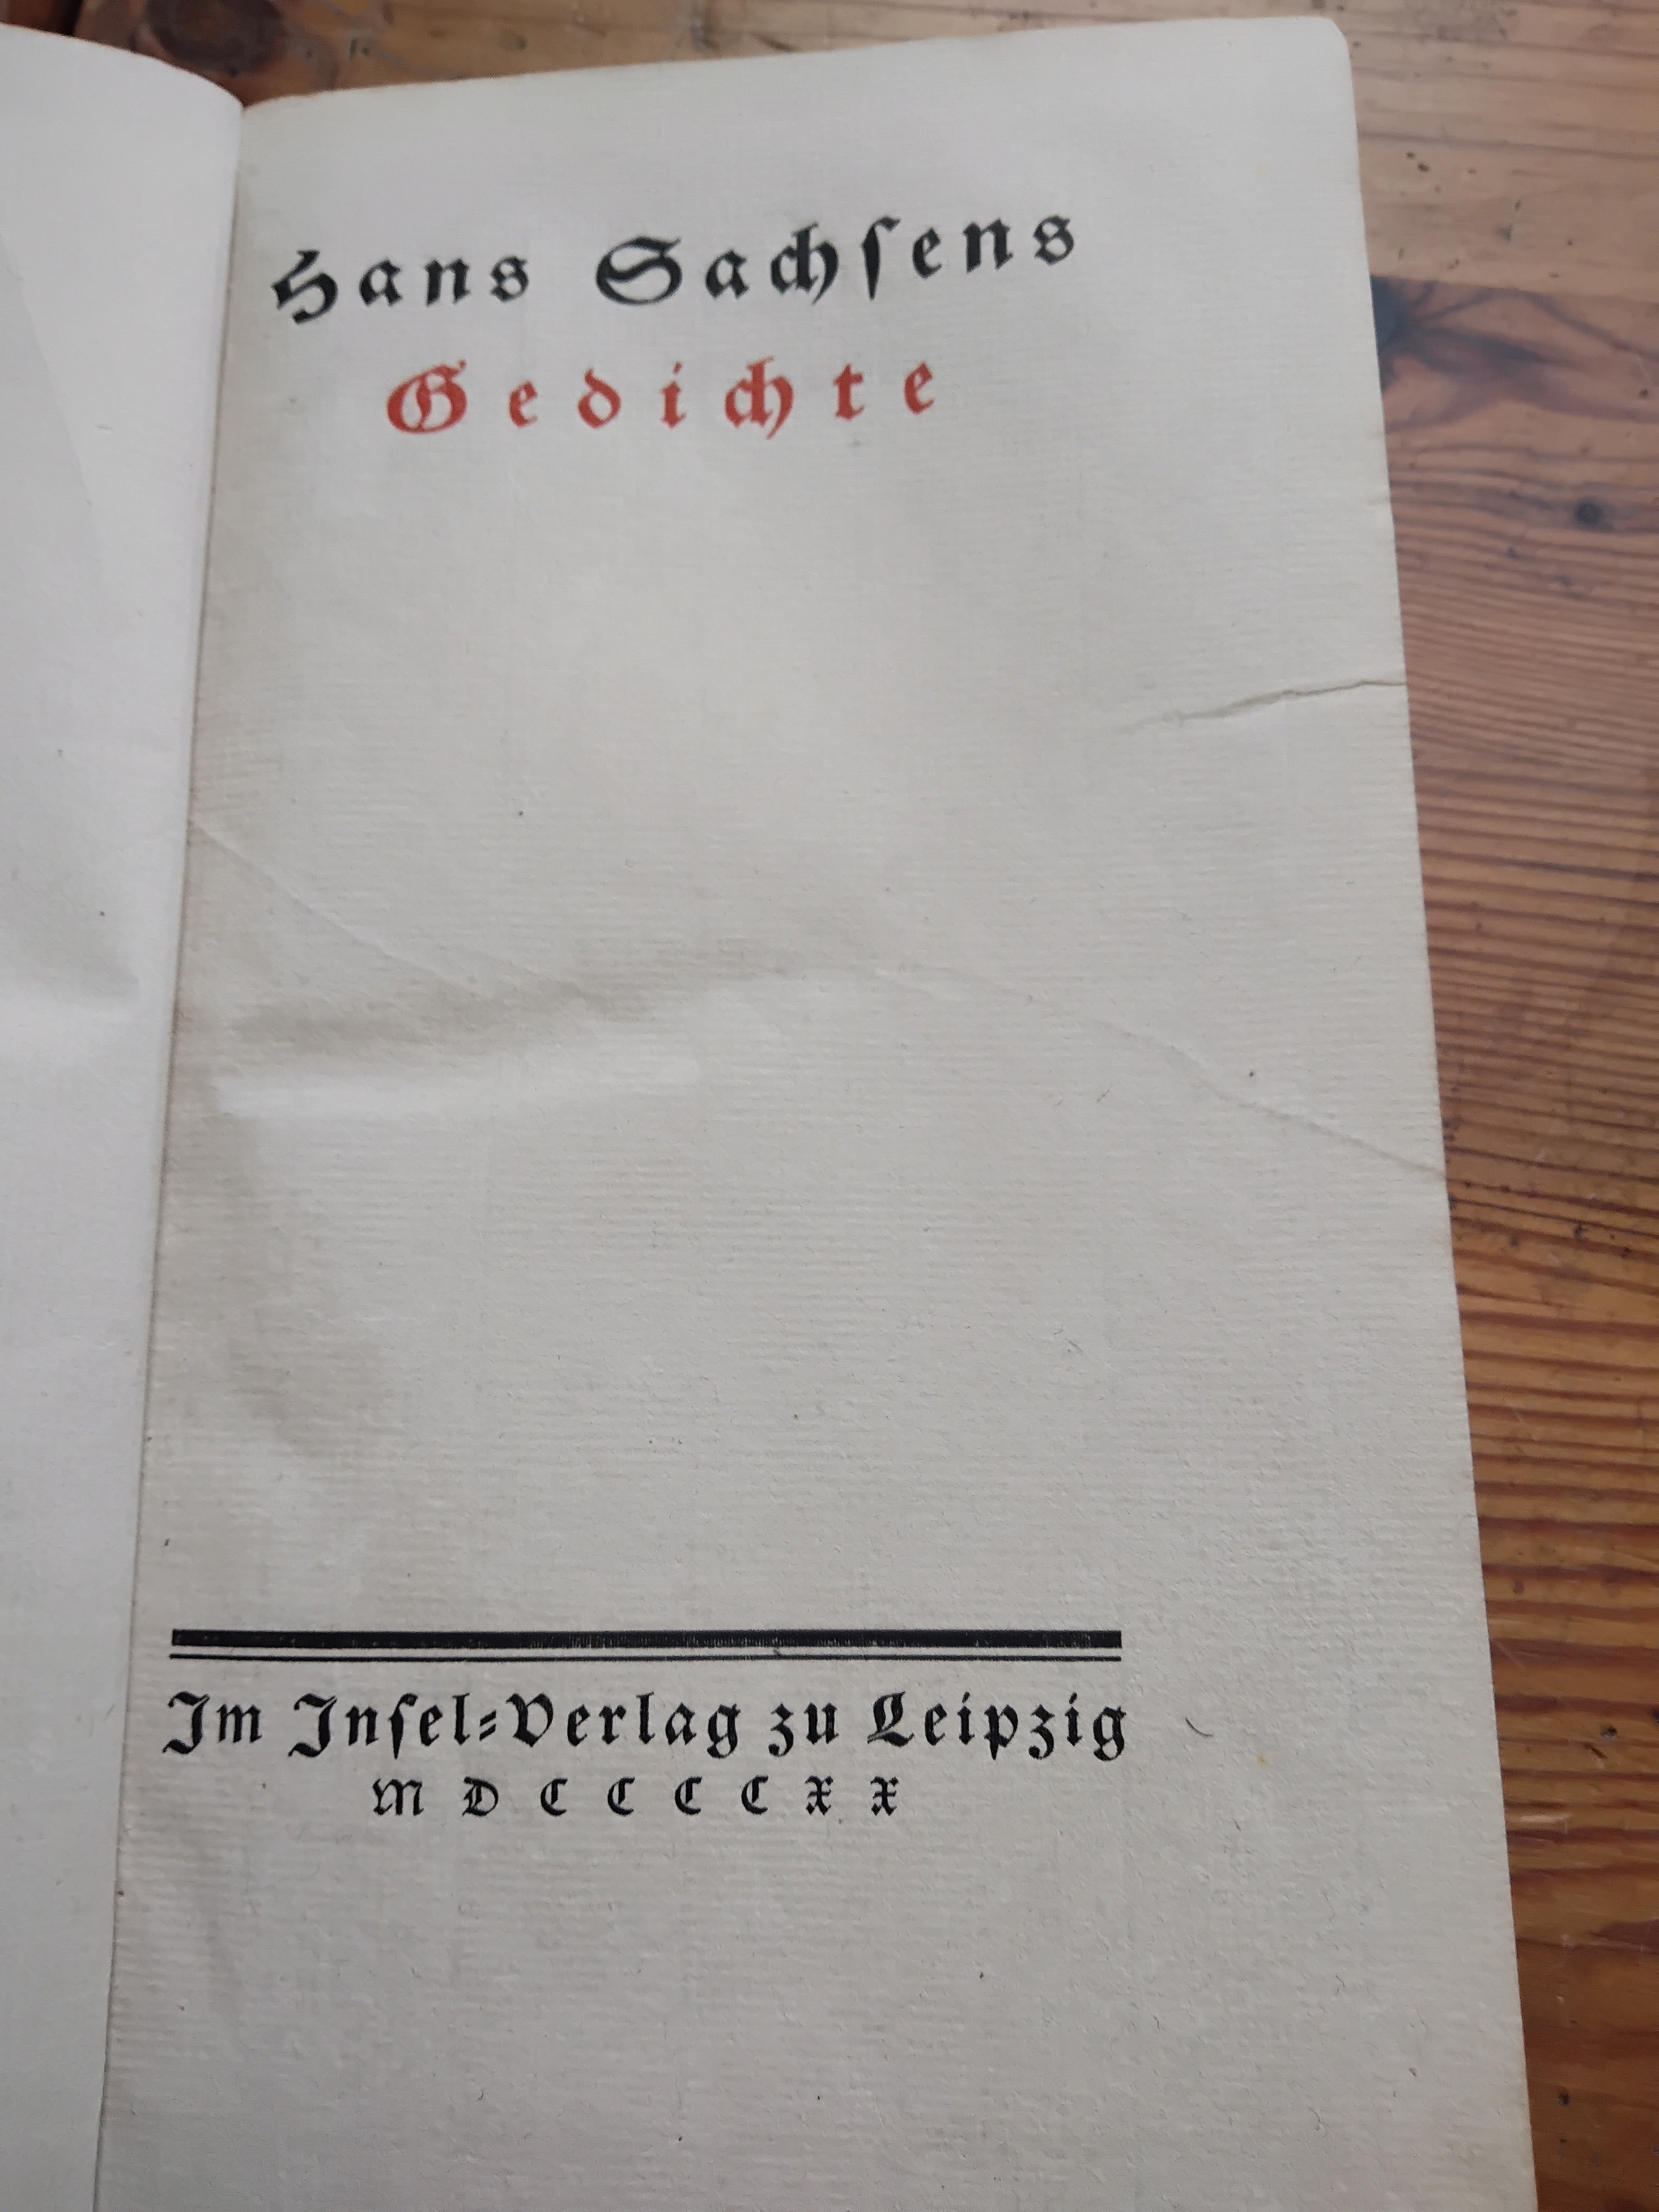 Hans Sachſens
Gedichte
Im Inſel-Verlag zu Leipzig
MDCCCCXX